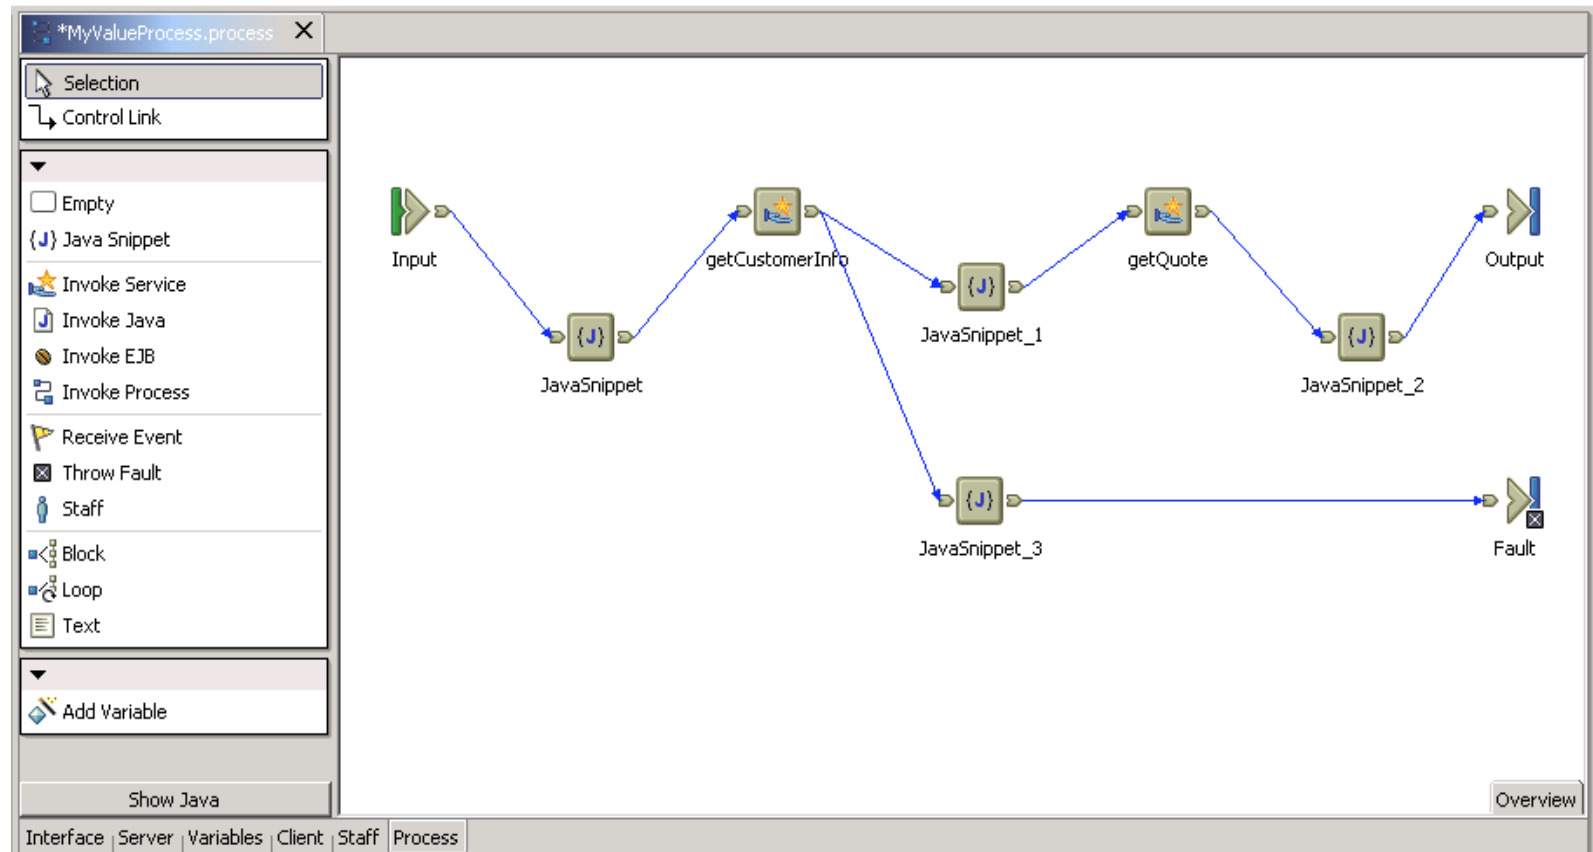 *MyValueProcess.process
Selection
Control Link
Empty
{J} Java Snippet
Invoke Service
Invoke Java
Invoke EJB
Invoke Process
Receive Event
Throw Fault
Staff
Block
Loop
Text
Add Variable
Show Java
Input
getCustomerInfo
getQuote
Output
{J}
JavaSnippet_1
{J}
JavaSnippet
{J}
JavaSnippet_2
{J}
JavaSnippet_3
Fault
Overview
Interface Server Variables Client Staff Process